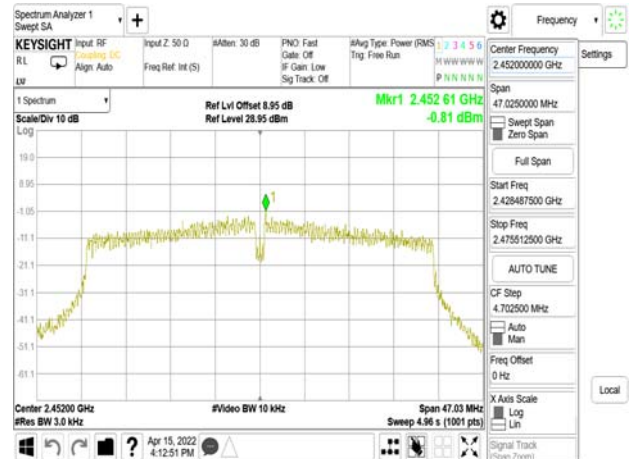 Spectrum Analyzer 1
Swept SA
+
Frequency
KEYSIGHT
RL
Input: RF
Coupling: DC
Align: Auto
Input Z: 50 Ω
Freq Ref: Int (S)
#Atten: 30 dB
PNO: Fast
Gate: Off
IF Gain: Low
Sig Track: Off
#Avg Type: Power (RMS
Trig: Free Run
1 2 3 4 5 6
M W W W W W
P N N N N N
Center Frequency
2.452000000 GHz
Settings
Span
47.0250000 MHz
Swept Span
Zero Span
Full Span
Start Freq
2.428487500 GHz
Stop Freq
2.475512500 GHz
AUTO TUNE
CF Step
4.702500 MHz
Auto
Man
Freq Offset
0 Hz
X Axis Scale
Log
Lin
Signal Track
(Span Zoom)
Local
1 Spectrum
Scale/Div 10 dB
Log
Ref Lvl Offset 8.95 dB
Ref Level 28.95 dBm
Mkr1 2.452 61 GHz
-0.81 dBm
19.0
8.95
-1.05
-11.1
-21.1
-31.1
-41.1
-51.1
-61.1
1
Center 2.45200 GHz
#Res BW 3.0 kHz
#Video BW 10 kHz
Span 47.03 MHz
Sweep 4.96 s (1001 pts)
?
Apr 15, 2022
4:12:51 PM